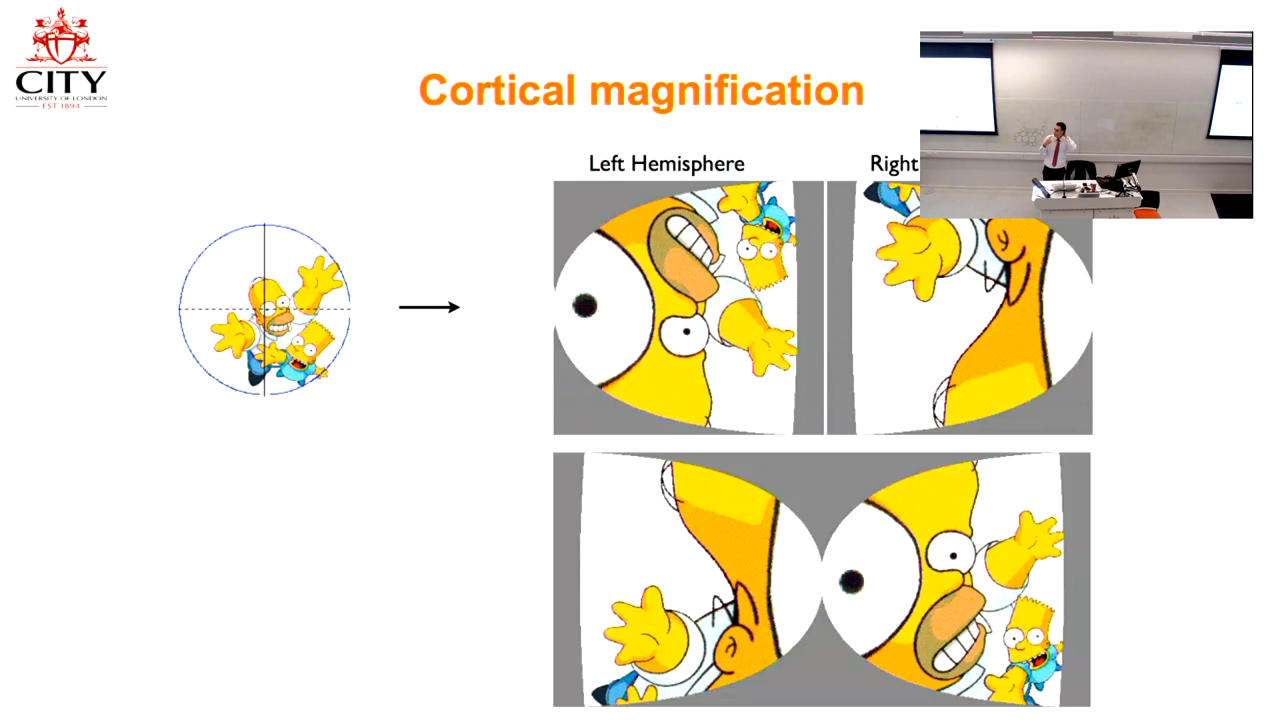 CITY
UNIVERSITY OF LONDON
EST 1894
Cortical magnification
Left Hemisphere
Right